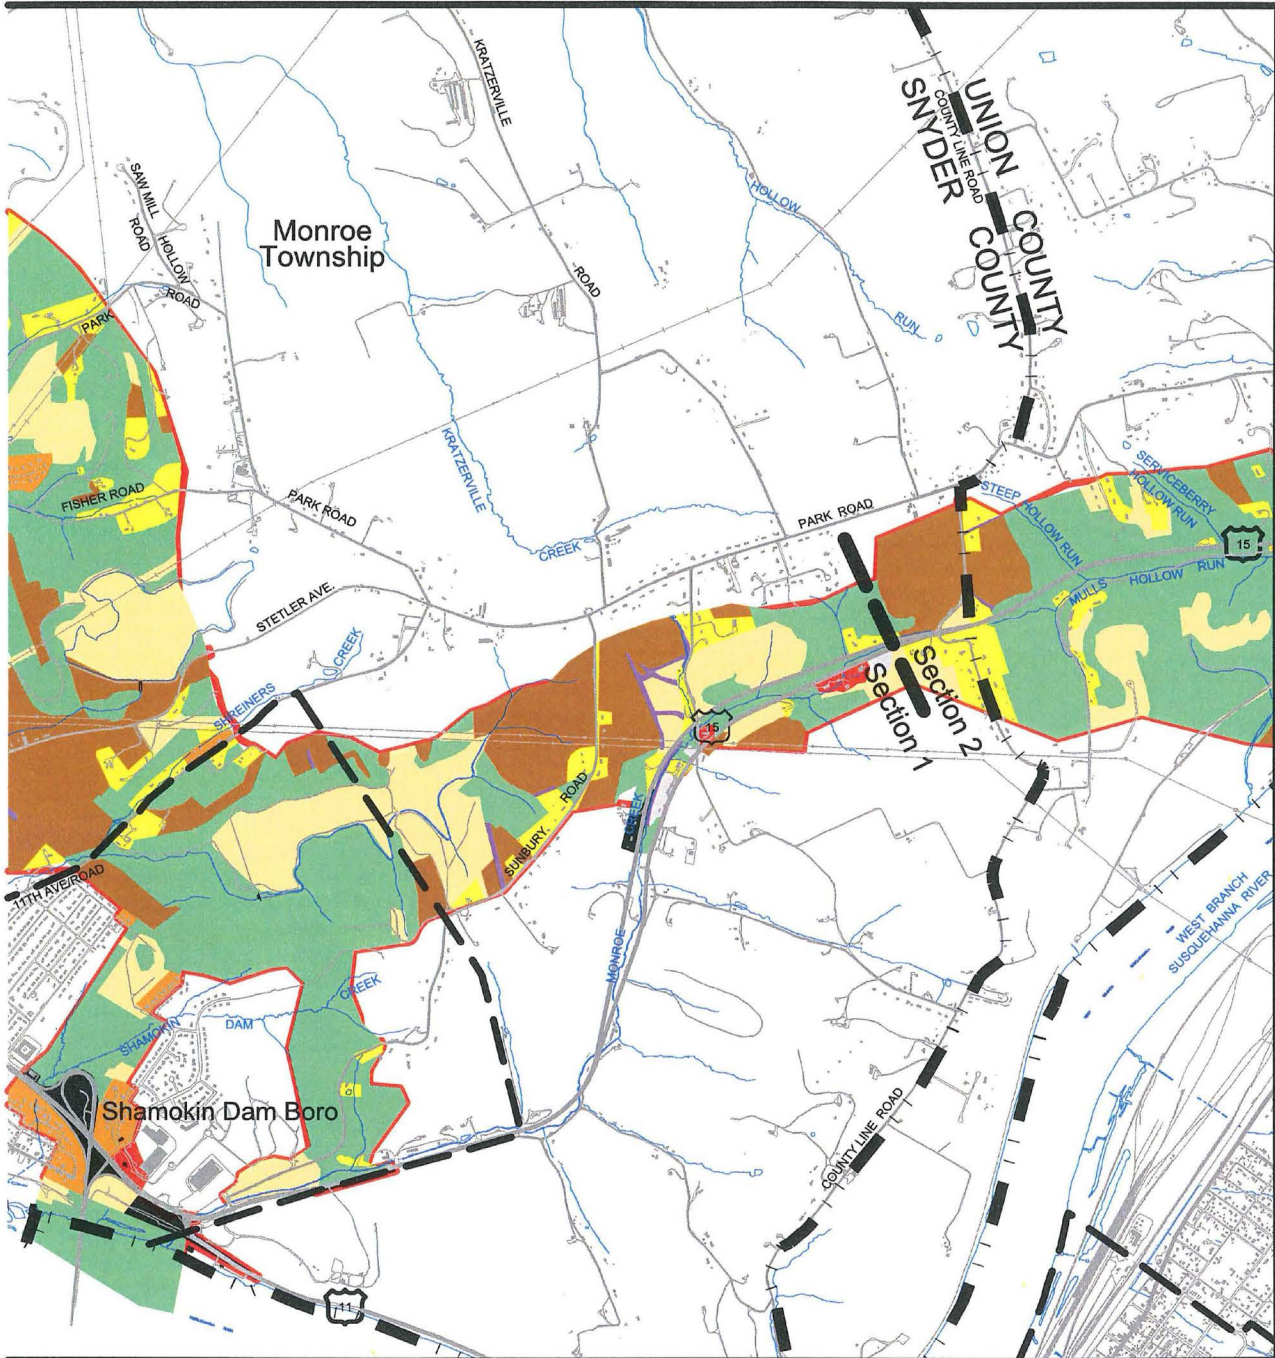 KRATZERVILLE
ROAD
UNION COUNTY
COUNTY LINE ROAD
SNYDER COUNTY
SAW MILL
HOLLOW
ROAD
ROAD
Monroe
Township
HOLLOW
RUN
PARK
KRATZERVILLE
CREEK
FISHER ROAD
PARK ROAD
PARK ROAD
STEEP
HOLLOW RUN
SERVICEBERRY
HOLLOW RUN
15
MULLS HOLLOW RUN
STETLER AVE.
SHREINERS
CREEK
Section 2
Section 1
15
SUNBURY
ROAD
CREEK
MONROE
11TH AVE/ROAD
WEST BRANCH
SUSQUEHANNA RIVER
SHAMOKIN
DAM
CREEK
Shamokin Dam Boro
COUNTY LINE ROAD
11